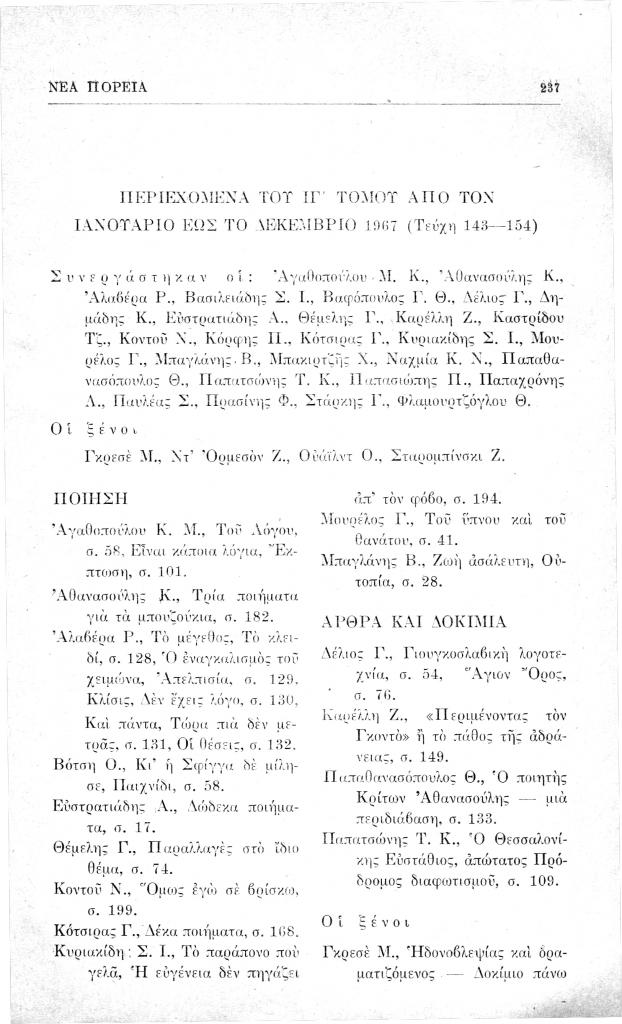 ΝΕΑ ΠΟΡΕΙΑ 237
ΠΕΡΙΕΧΟΜΕΝΑ ΤΟΥ ΙΓ' ΤΟΜΟΥ ΑΠΟ ΤΟΝ
ΙΑΝΟΥΑΡΙΟ ΕΩΣ ΤΟ ΔΕΚΕΜΒΡΙΟ 1967 (Τεύχη 143—154)
Συνεργάστηκαν οἱ: Ἀγαθοπούλου Μ. Κ., Ἀθανασούλης Κ.,
Ἀλαβέρα Ρ., Βασιλειάδης Σ. Ι., Βαφόπουλος Γ. Θ., Δέλιος Γ., Δη-
μάδης Κ., Εὐστρατιάδης Α., Θέμελης Γ., Καρέλλη Ζ., Καστρίδου
Τζ., Κοντοῦ Ν., Κόρφης Π., Κότσιρας Γ., Κυριακίδης Σ. Ι., Μου-
ρέλος Γ., Μπαγλάνης Β., Μπακιρτζῆς Χ., Ναχμία Κ. Ν., Παπαθα-
νασόπουλος Θ., Παπατσώνης Τ. Κ., Παπασιώπης Π., Παπαχρόνης
Λ., Παυλέας Σ., Πρασίνης Φ., Στάρκης Γ., Φλαμουρτζόγλου Θ.
Οἱ ξένοι
Γκρεσὲ Μ., Ντ' Ὀρμεσὸν Ζ., Οὐάϊλντ Ο., Σταρομπίνσκι Ζ.
ΠΟΙΗΣΗ
Ἀγαθοπούλου Κ. Μ., Τοῦ Λόγου,
σ. 58, Εἶναι κάποια λόγια, Ἔκ-
πτωση, σ. 101.
Ἀθανασούλης Κ., Τρία ποιήματα
γιὰ τὰ μπουζούκια, σ. 182.
Ἀλαβέρα Ρ., Τὸ μέγεθος, Τὸ κλει-
δί, σ. 128, Ὁ ἐναγκαλισμὸς τοῦ
χειμώνα, Ἀπελπισία, σ. 129,
Κλίσις, Δὲν ἔχεις λόγο, σ. 130,
Καὶ πάντα, Τώρα πιὰ δὲν με-
τρᾶς, σ. 131, Οἱ θέσεις, σ. 132.
Βότση Ο., Κι' ἡ Σφίγγα δὲ μίλη-
σε, Παιχνίδι, σ. 58.
Εὐστρατιάδης Α., Δώδεκα ποιήμα-
τα, σ. 17.
Θέμελης Γ., Παραλλαγὲς στὸ ἴδιο
θέμα, σ. 74.
Κοντοῦ Ν., Ὅμως ἐγὼ σὲ βρίσκω,
σ. 199.
Κότσιρας Γ., Δέκα ποιήματα, σ. 168.
Κυριακίδη: Σ. Ι., Τὸ παράπονο ποὺ
γελᾶ, Ἡ εὐγένεια δὲν πηγάζει
ἀπ' τὸν φόβο, σ. 194.
Μουρέλος Γ., Τοῦ ὕπνου καὶ τοῦ
θανάτου, σ. 41.
Μπαγλάνης Β., Ζωὴ ἀσάλευτη, Οὐ-
τοπία, σ. 28.
ΑΡΘΡΑ ΚΑΙ ΔΟΚΙΜΙΑ
Δέλιος Γ., Γιουγκοσλαβικὴ λογοτε-
χνία, σ. 54, Ἅγιον Ὄρος,
σ. 76.
Καρέλλη Ζ., «Περιμένοντας τὸν
Γκοντὸ» ἢ τὸ πάθος τῆς ἀδρά-
νειας, σ. 149.
Παπαθανασόπουλος Θ., Ὁ ποιητὴς
Κρίτων Ἀθανασούλης — μιὰ
περιδιάβαση, σ. 133.
Παπατσώνης Τ. Κ., Ὁ Θεσσαλονί-
κης Εὐστάθιος, ἀπώτατος Πρό-
δρομος διαφωτισμοῦ, σ. 109.
Οἱ ξένοι
Γκρεσὲ Μ., Ἡδονοβλεψίας καὶ ὁρα-
ματιζόμενος — Δοκίμιο πάνω